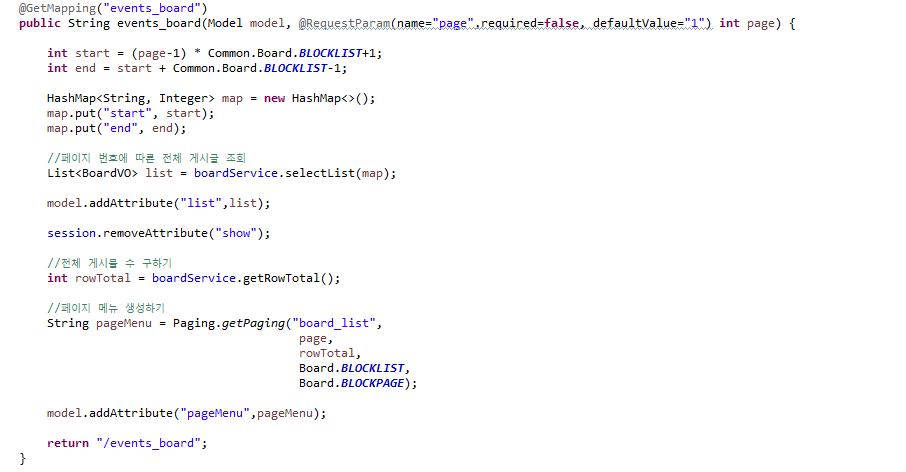 @GetMapping("events_board")
public String events_board(Model model, @RequestParam(name="page",required=false, defaultValue="1") int page) {
int start = (page-1) * Common.Board.BLOCKLIST+1;
int end = start + Common.Board.BLOCKLIST-1;
HashMap<String, Integer> map = new HashMap<>();
map.put("start", start);
map.put("end", end);
//페이지 번호에 따른 전체 게시글 조회
List<BoardVO> list = boardService.selectList(map);
model.addAttribute("list",list);
session.removeAttribute("show");
//전체 게시물 수 구하기
int rowTotal = boardService.getRowTotal();
//페이지 메뉴 생성하기
String pageMenu = Paging.getPaging("board_list",
page,
rowTotal,
Board.BLOCKLIST,
Board.BLOCKPAGE);
model.addAttribute("pageMenu",pageMenu);
return "/events_board";
}